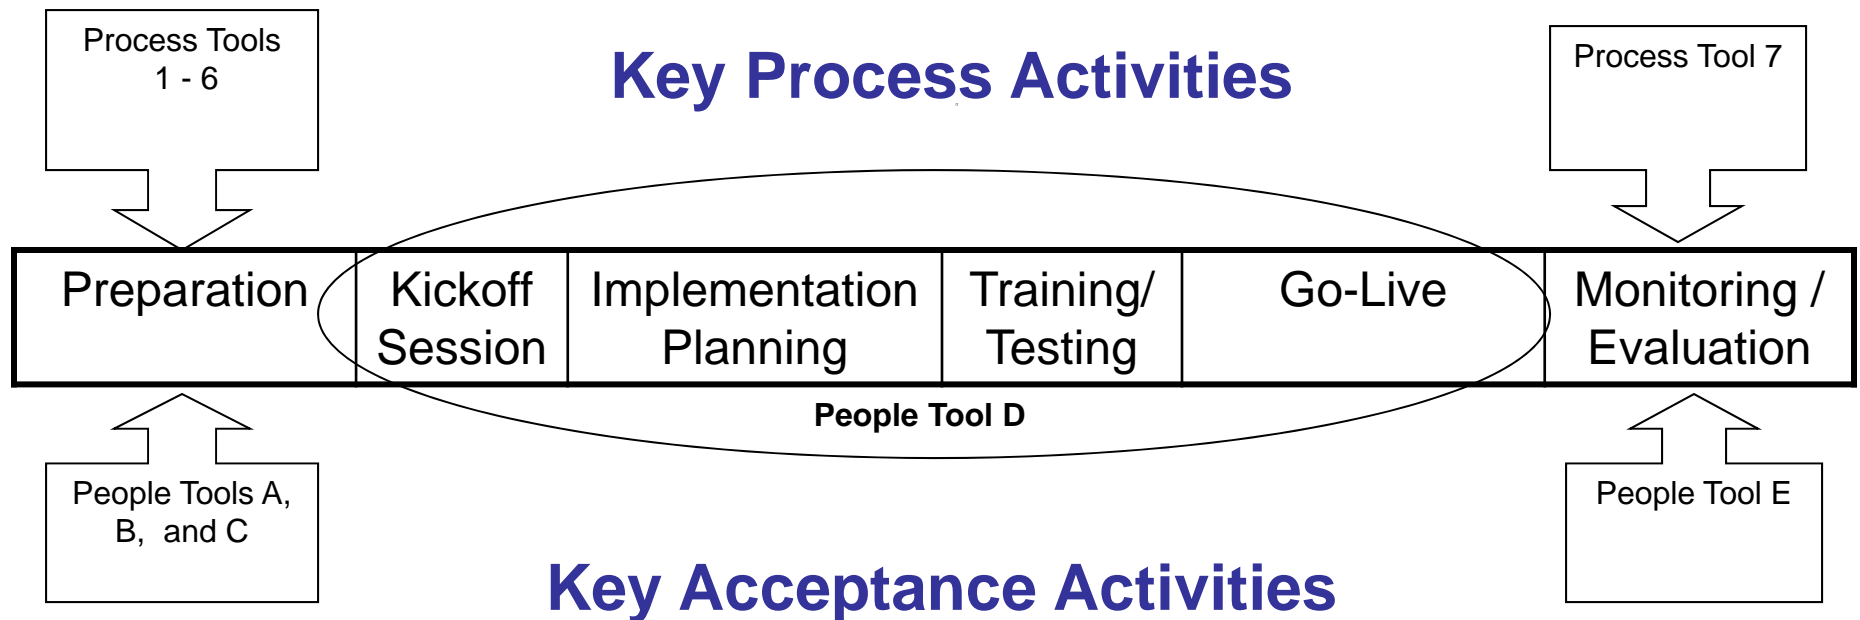 Process Tools
1 - 6
Key Process Activities
Process Tool 7
Preparation
Kickoff
Session
Implementation
Planning
Training/
Testing
Go-Live
Monitoring /
Evaluation
People Tool D
People Tools A,
B, and C
People Tool E
Key Acceptance Activities